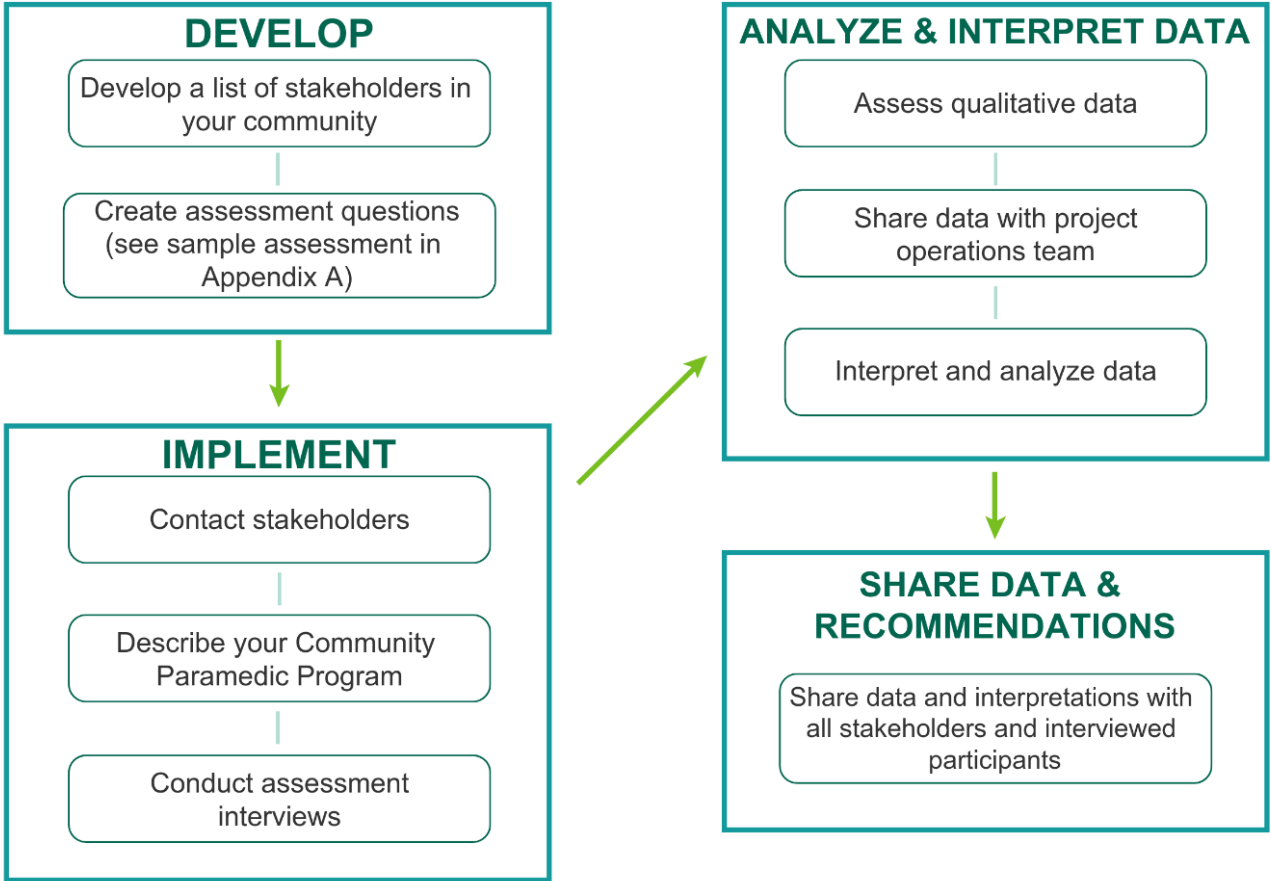 DEVELOP
Develop a list of stakeholders in
your community
Create assessment questions
(see sample assessment in
Appendix A)
IMPLEMENT
Contact stakeholders
Describe your Community
Paramedic Program
Conduct assessment
interviews
ANALYZE & INTERPRET DATA
Assess qualitative data
Share data with project
operations team
Interpret and analyze data
SHARE DATA &
RECOMMENDATIONS
Share data and interpretations with
all stakeholders and interviewed
participants